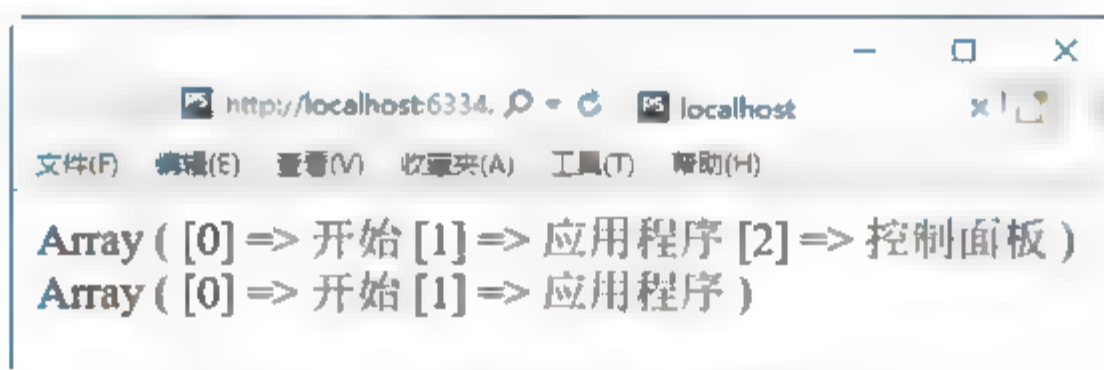 http://localhost:6334. localhost
文件(F) 编辑(E) 查看(V) 收藏夹(A) 工具(T) 帮助(H)
Array ( [0] => 开始 [1] => 应用程序 [2] => 控制面板 )
Array ( [0] => 开始 [1] => 应用程序 )